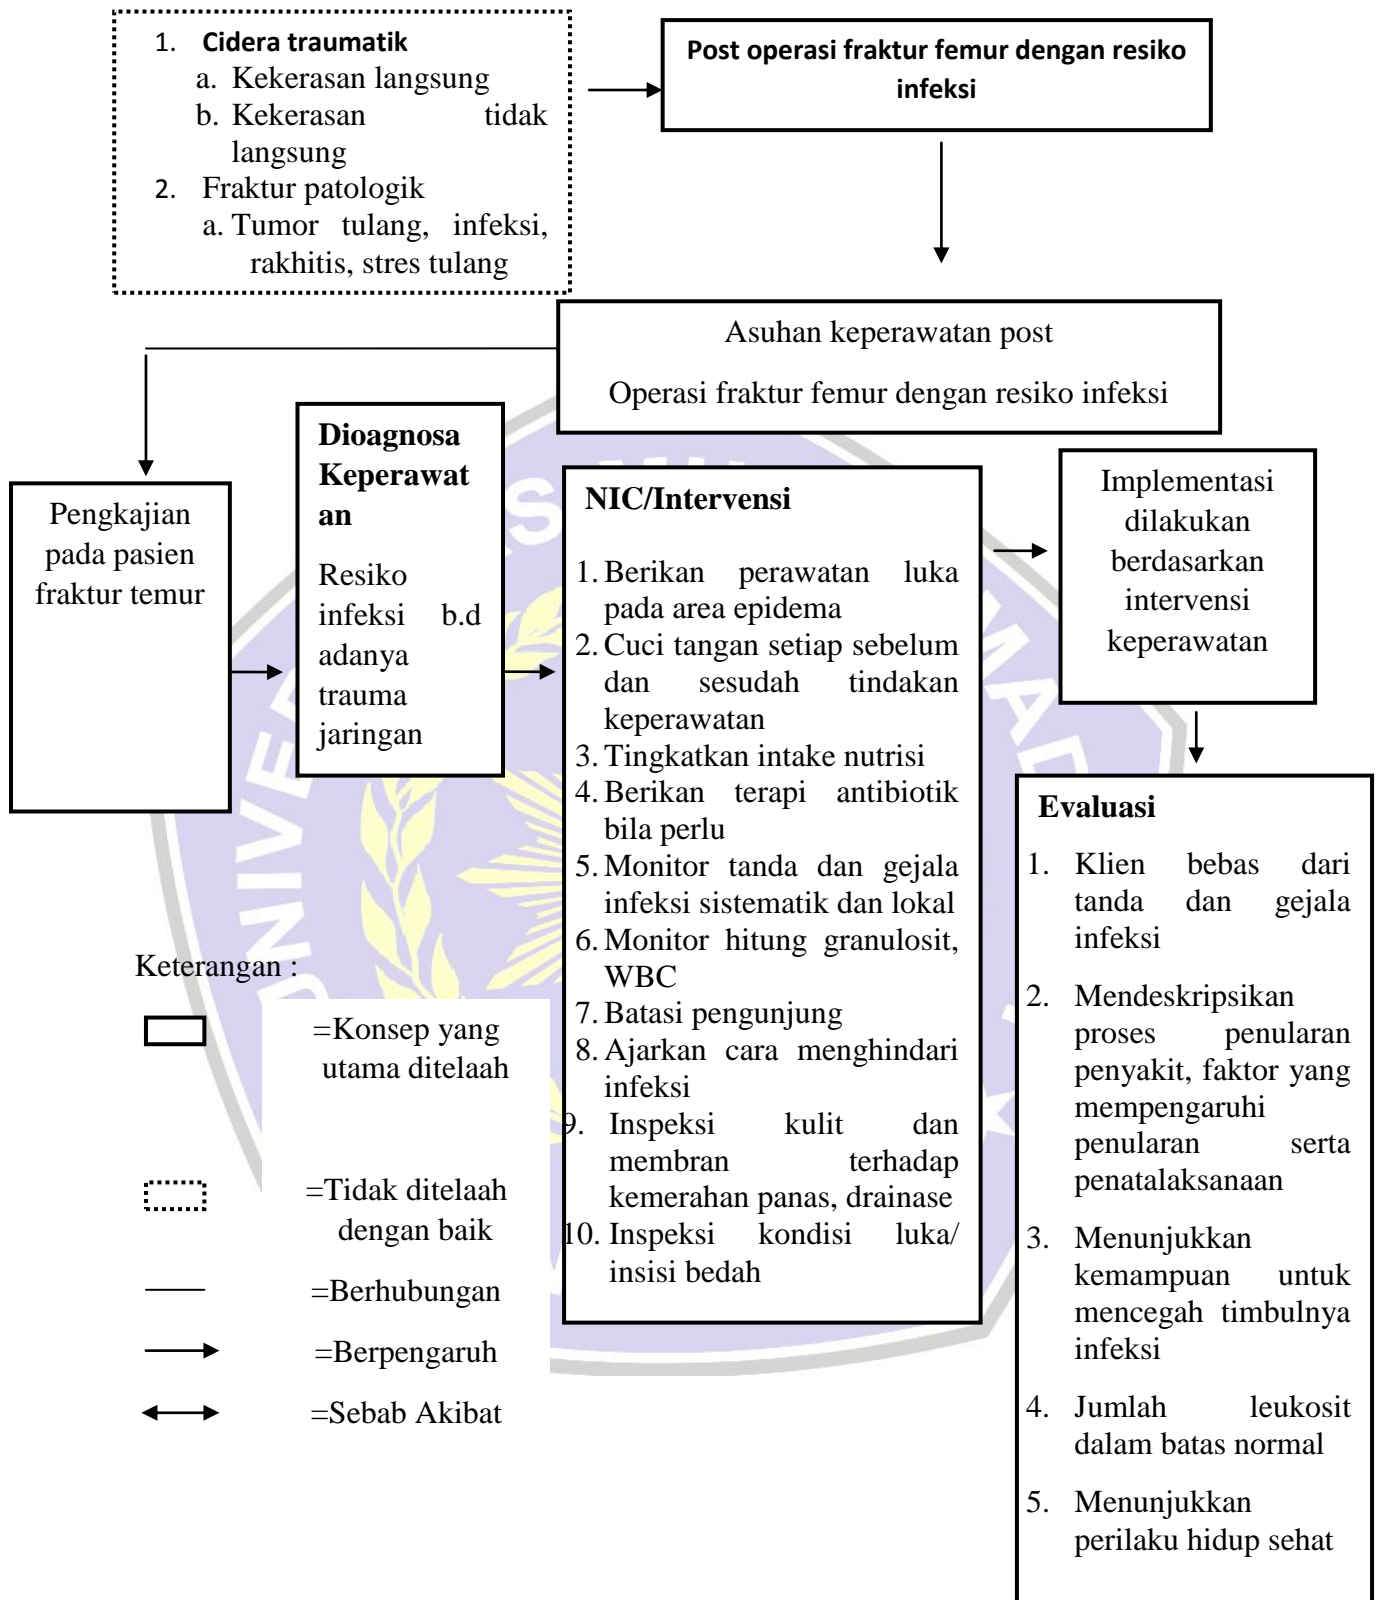 1. Cidera traumatik
a. Kekerasan langsung
b. Kekerasan tidak
langsung
2. Fraktur patologik
a. Tumor tulang, infeksi,
rakhitis, stres tulang
Post operasi fraktur femur dengan resiko
infeksi
Asuhan keperawatan post
Operasi fraktur femur dengan resiko infeksi
Pengkajian
pada pasien
fraktur temur
Dioagnosa
Keperawat
an
Resiko
infeksi b.d
adanya
trauma
jaringan
NIC/Intervensi
1. Berikan perawatan luka
pada area epidema
2. Cuci tangan setiap sebelum
dan sesudah tindakan
keperawatan
3. Tingkatkan intake nutrisi
4. Berikan terapi antibiotik
bila perlu
5. Monitor tanda dan gejala
infeksi sistematik dan lokal
6. Monitor hitung granulosit,
WBC
7. Batasi pengunjung
8. Ajarkan cara menghindari
infeksi
9. Inspeksi kulit dan
membran terhadap
kemerahan panas, drainase
10. Inspeksi kondisi luka/
insisi bedah
Implementasi
dilakukan
berdasarkan
intervensi
keperawatan
Evaluasi
1. Klien bebas dari
tanda dan gejala
infeksi
2. Mendeskripsikan
proses penularan
penyakit, faktor yang
mempengaruhi
penularan serta
penatalaksanaan
3. Menunjukkan
kemampuan untuk
mencegah timbulnya
infeksi
4. Jumlah leukosit
dalam batas normal
5. Menunjukkan
perilaku hidup sehat
Keterangan :
=Konsep yang
utama ditelaah
=Tidak ditelaah
dengan baik
=Berhubungan
=Berpengaruh
=Sebab Akibat